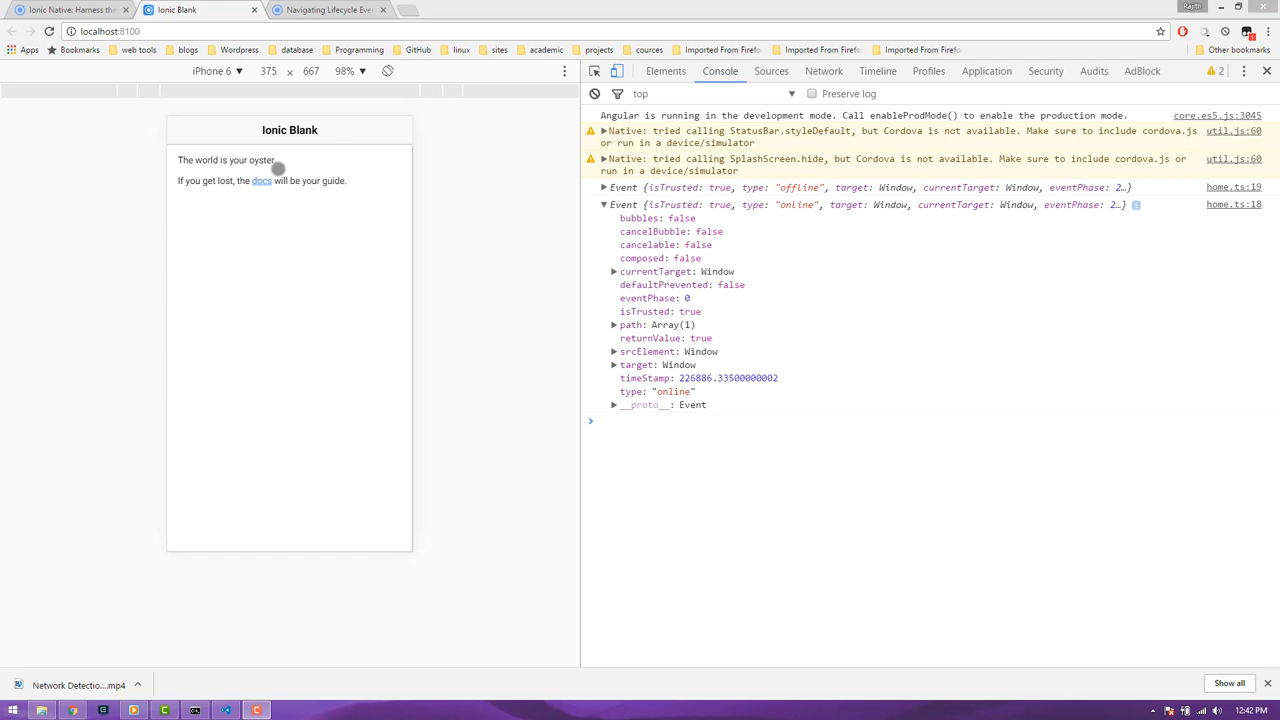 Ionic Native: Harness the
Ionic Blank
Navigating Lifecycle Eve
Rasth
localhost:8100
Apps
Bookmarks
web tools
blogs
Wordpress
database
Programming
GitHub
linux
sites
academic
projects
cources
Imported From Firefo
Imported From Firefo
Imported From Firefo
Other bookmarks
iPhone 6 ▼ 375 × 667 98% ▼
Elements Console Sources Network Timeline Profiles Application Security Audits AdBlock 2
top ▼ Preserve log
Ionic Blank
The world is your oyster.
If you get lost, the docs will be your guide.
Angular is running in the development mode. Call enableProdMode() to enable the production mode. core.es5.js:3045
▶Native: tried calling StatusBar.styleDefault, but Cordova is not available. Make sure to include cordova.js util.js:60
or run in a device/simulator
▶Native: tried calling SplashScreen.hide, but Cordova is not available. Make sure to include cordova.js or util.js:60
run in a device/simulator
▶ Event {isTrusted: true, type: "offline", target: Window, currentTarget: Window, eventPhase: 2…} home.ts:19
▼ Event {isTrusted: true, type: "online", target: Window, currentTarget: Window, eventPhase: 2…} i home.ts:18
bubbles: false
cancelBubble: false
cancelable: false
composed: false
▶ currentTarget: Window
defaultPrevented: false
eventPhase: 0
isTrusted: true
▶ path: Array(1)
returnValue: true
▶ srcElement: Window
▶ target: Window
timeStamp: 226886.33500000002
type: "online"
▶ __proto__: Event
Network Detectio....mp4
Show all
12:42 PM